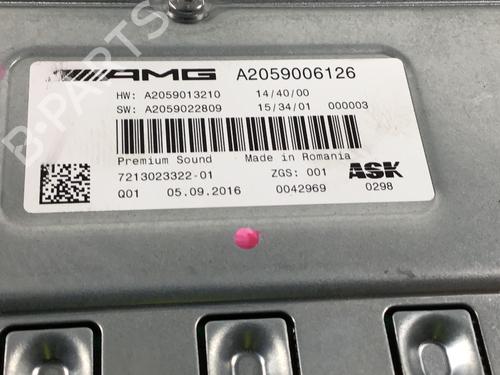 B-PARTS
AMG A2059006126
HW: A2059013210 14/40/00
SW: A2059022809 15/34/01 000003
Premium Sound Made in Romania
7213023322-01 ZGS: 001 ASK
Q01 05.09.2016 0042969 0298